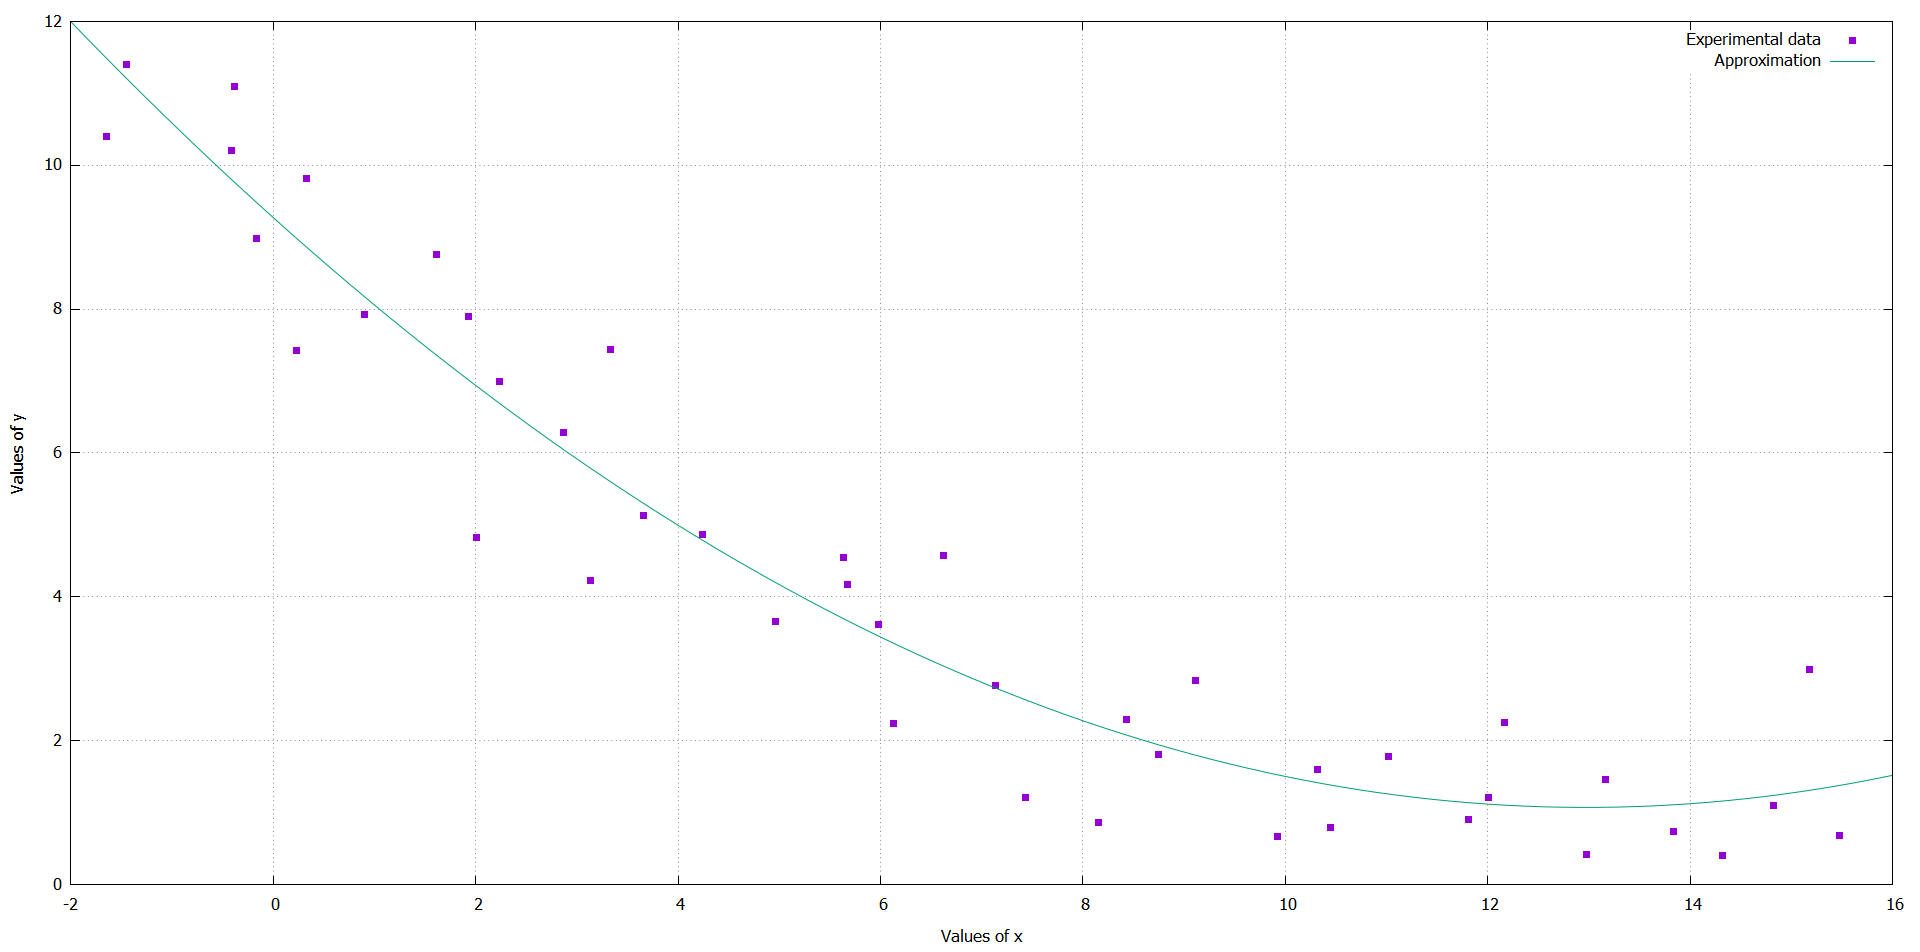 12
Experimental data
Approximation
10
8
6
4
2
0
Values of y
-2 0 2 4 6 8 10 12 14 16
Values of x